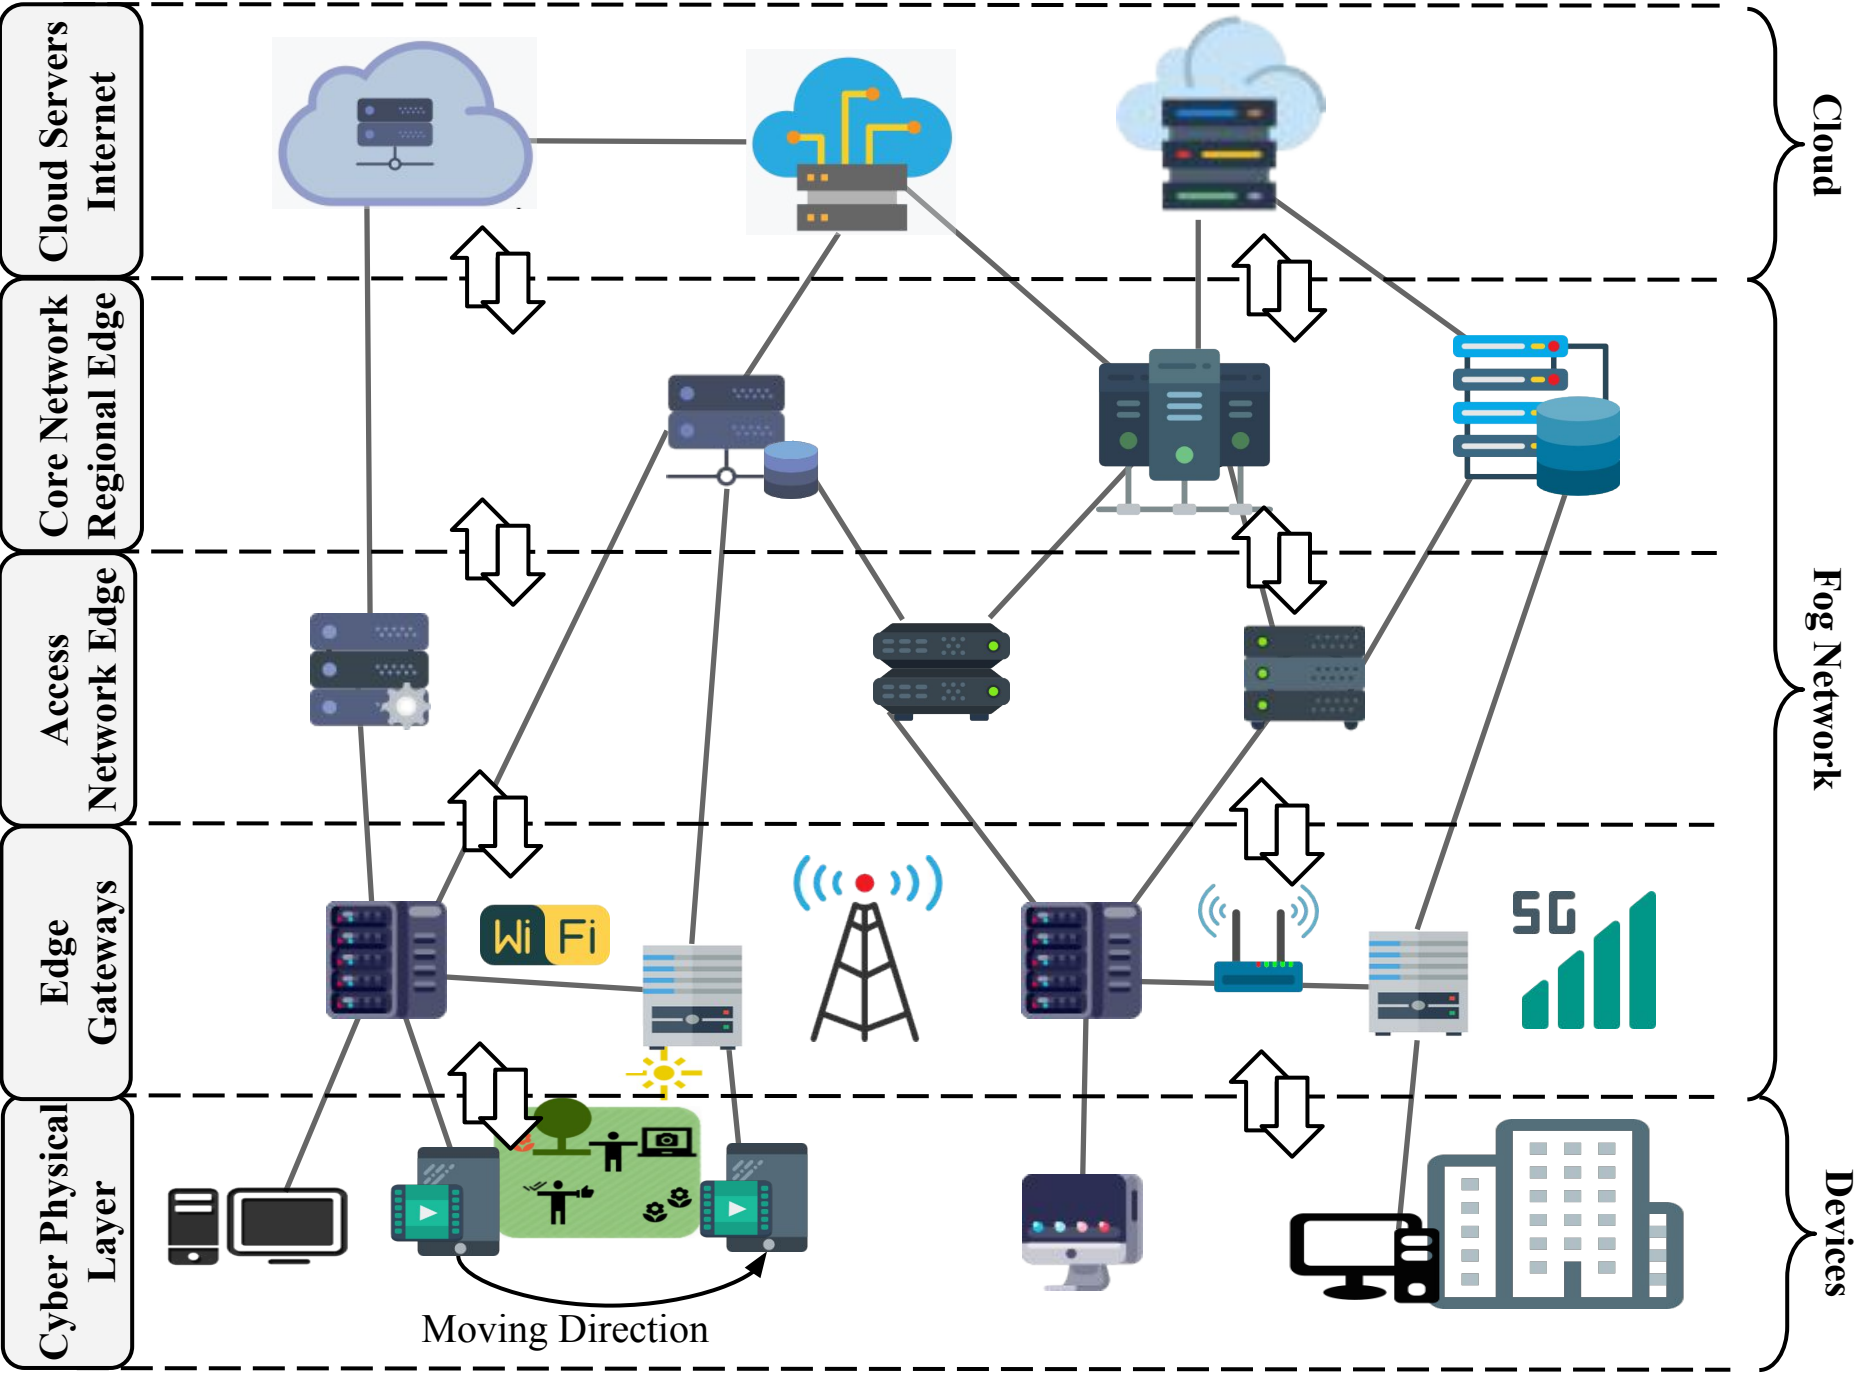 Cloud Servers
Internet
Cloud
Core Network
Regional Edge
Access
Network Edge
Fog Network
Edge
Gateways
Wi Fi
5G
Cyber Physical
Layer
Devices
Moving Direction